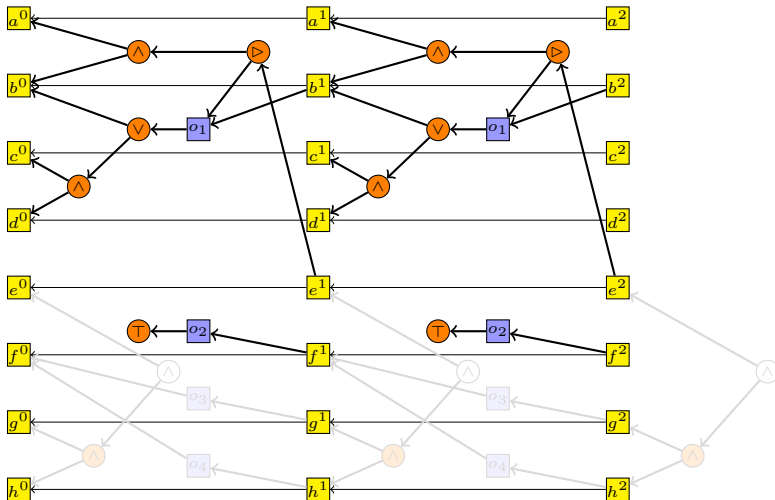 a⁰ a¹ a²
∧ ▷ ∧ ▷
b⁰ b¹ b²
∨ o₁ ∨ o₁
c⁰ c¹ c²
∧ ∧
d⁰ d¹ d²
e⁰ e¹ e²
⊤ o₂ ⊤ o₂
f⁰ f¹ f²
∧ ∧ ∧
o₃ o₃
g⁰ g¹ g²
∧ ∧ ∧
o₄ o₄
h⁰ h¹ h²